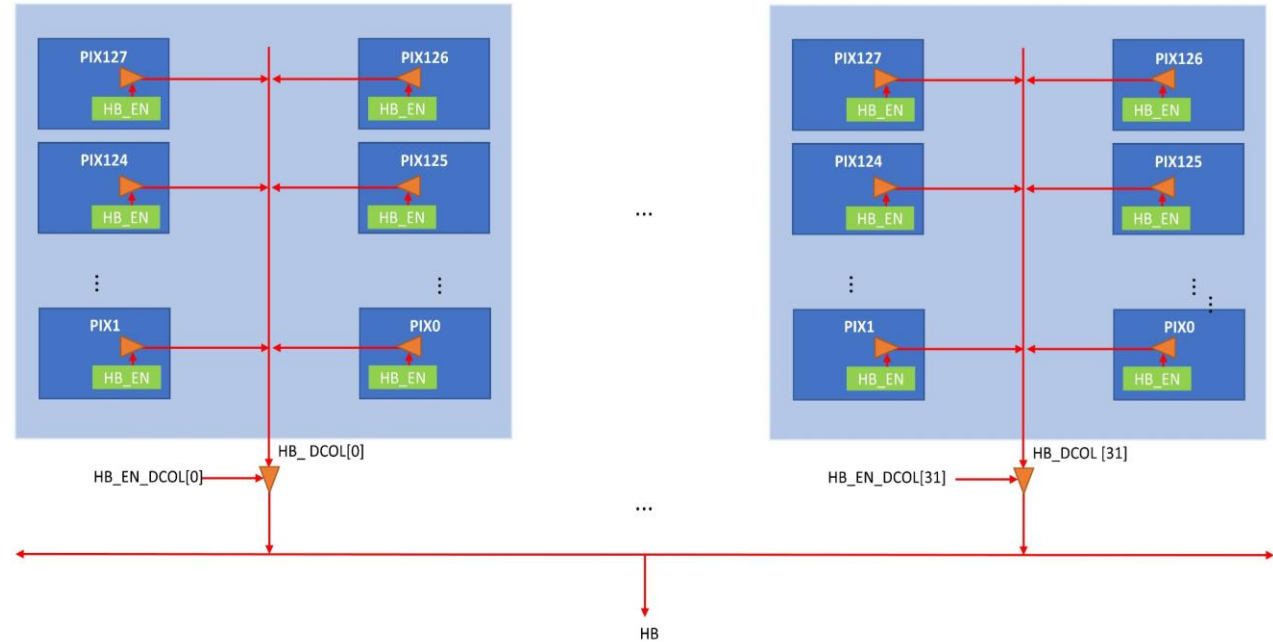 PIX127 PIX126 PIX127 PIX126
HB_EN HB_EN HB_EN HB_EN
PIX124 PIX125 PIX124 PIX125
HB_EN HB_EN ... HB_EN HB_EN
... ... ... ... ...
PIX1 PIX0 PIX1 PIX0
HB_EN HB_EN HB_EN HB_EN
HB_ DCOL[0] HB_DCOL [31]
HB_EN_DCOL[0] HB_EN_DCOL[31]
...
HB